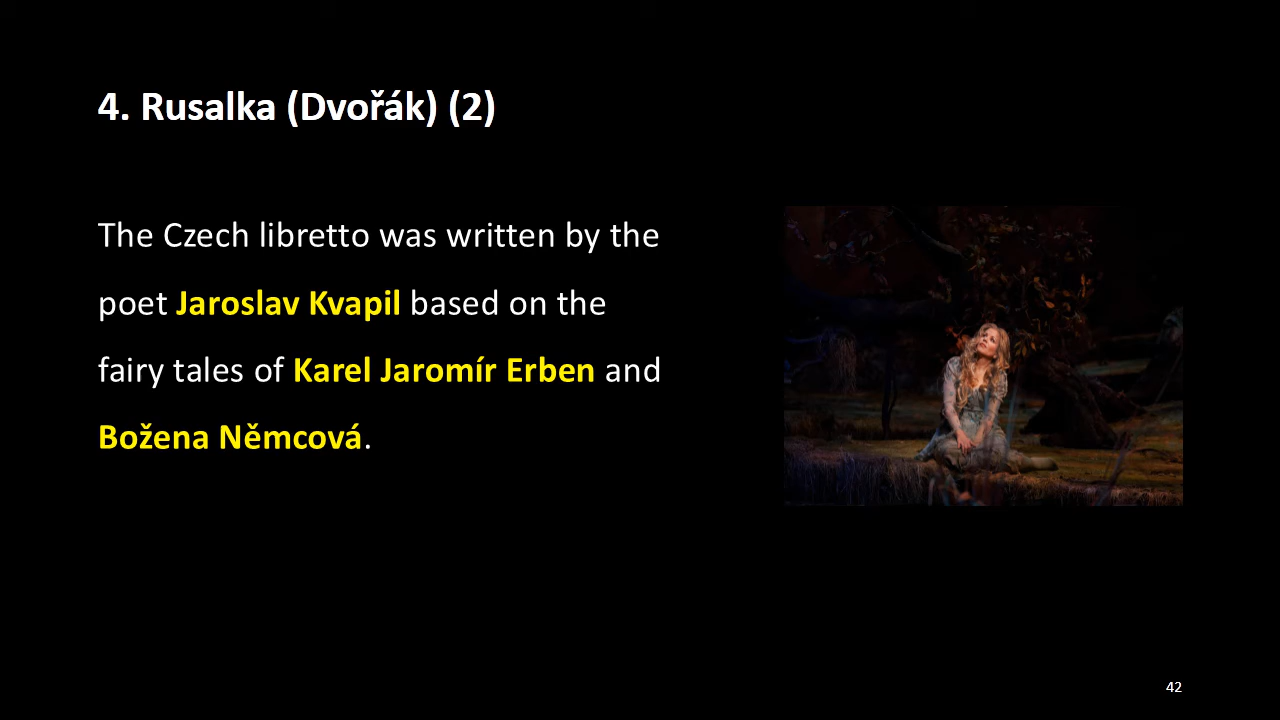 4. Rusalka (Dvořák) (2)
The Czech libretto was written by the
poet Jaroslav Kvapil based on the
fairy tales of Karel Jaromír Erben and
Božena Němcová.
42